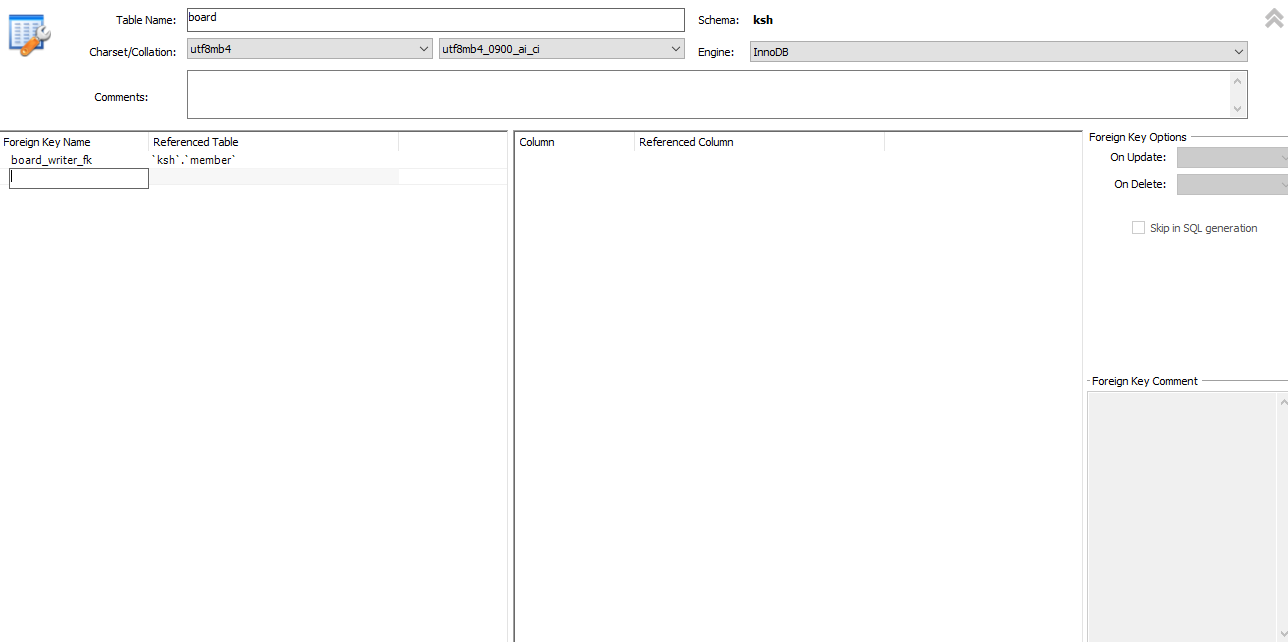 Table Name: board Schema: ksh
Charset/Collation: utf8mb4 utf8mb4_0900_ai_ci Engine: InnoDB
Comments:
Foreign Key Name Referenced Table
board_writer_fk `ksh`.`member`
Column Referenced Column
Foreign Key Options
On Update:
On Delete:
Skip in SQL generation
Foreign Key Comment